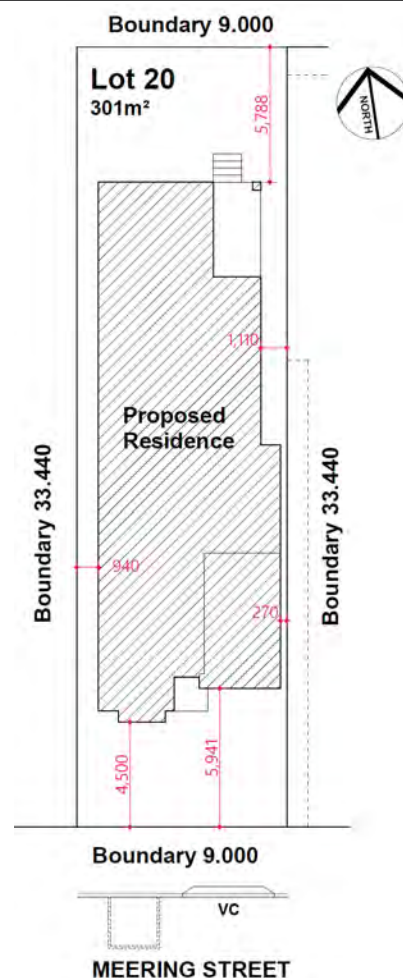 Boundary 9.000
Lot 20
301m²
5,788
NORTH
1,110
Proposed
Residence
Boundary 33.440
Boundary 33.440
940
270
4,500
5,941
Boundary 9.000
VC
MEERING STREET